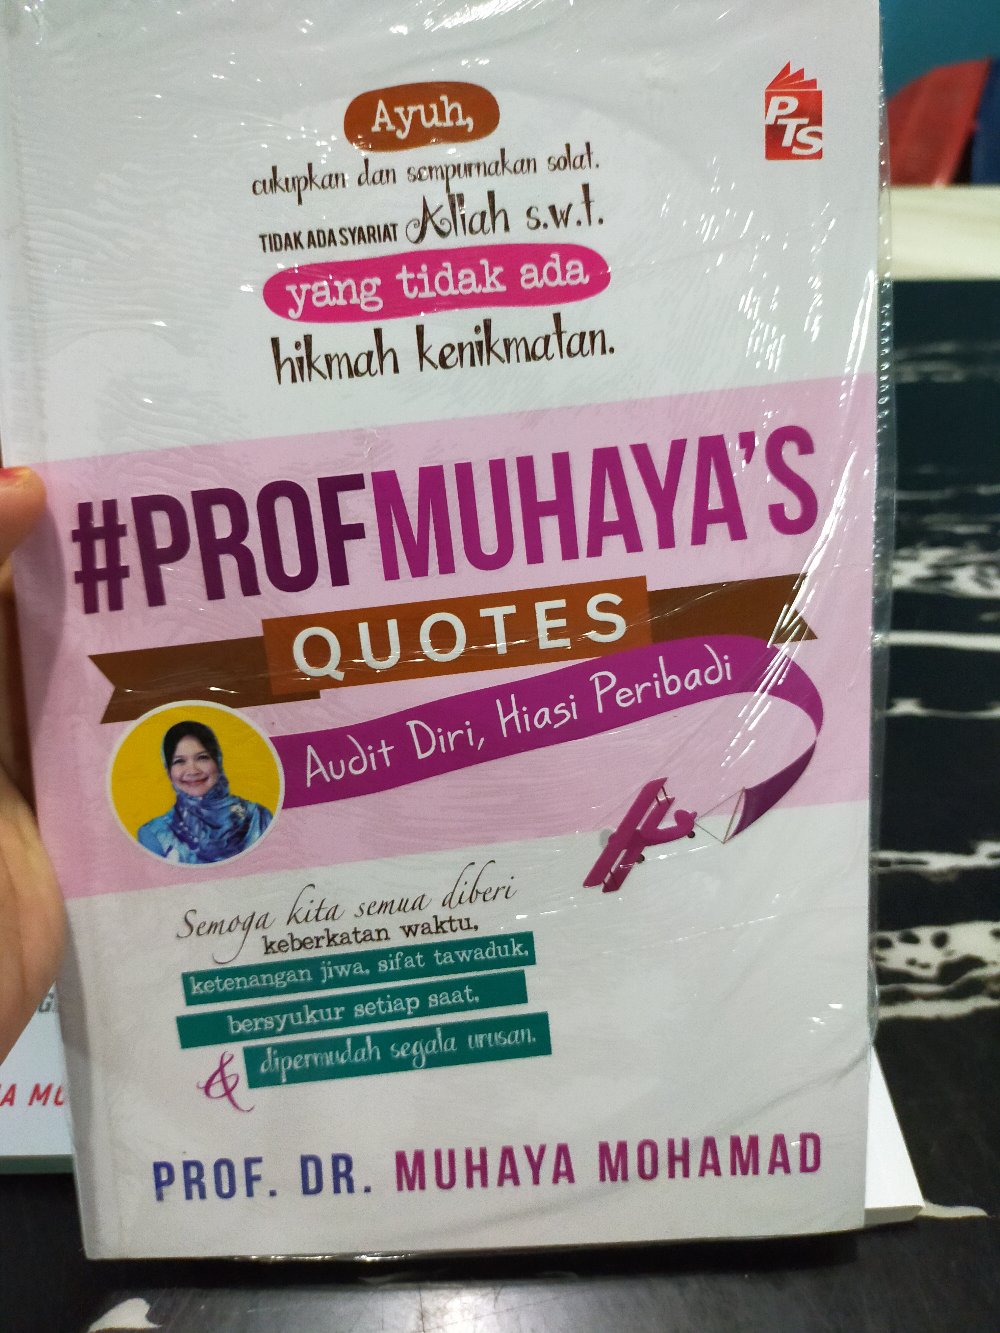 PTS
Ayuh,
cukupkan dan sempurnakan solat.
TIDAK ADA SYARIAT Allah s.w.t.
yang tidak ada
hikmah kenikmatan.
#PROFMUHAYA'S
QUOTES
Audit Diri, Hiasi Peribadi
Semoga kita semua diberi
keberkatan waktu,
ketenangan jiwa, sifat tawaduk,
bersyukur setiap saat,
& dipermudah segala urusan.
PROF. DR. MUHAYA MOHAMAD